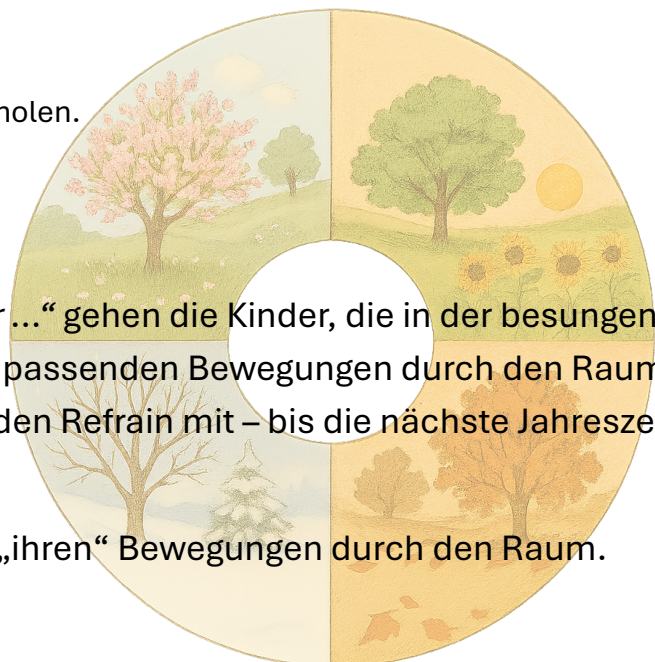 holen.
…“ gehen die Kinder, die in der besungen
passenden Bewegungen durch den Raum
den Refrain mit – bis die nächste Jahresze
„ihren“ Bewegungen durch den Raum.